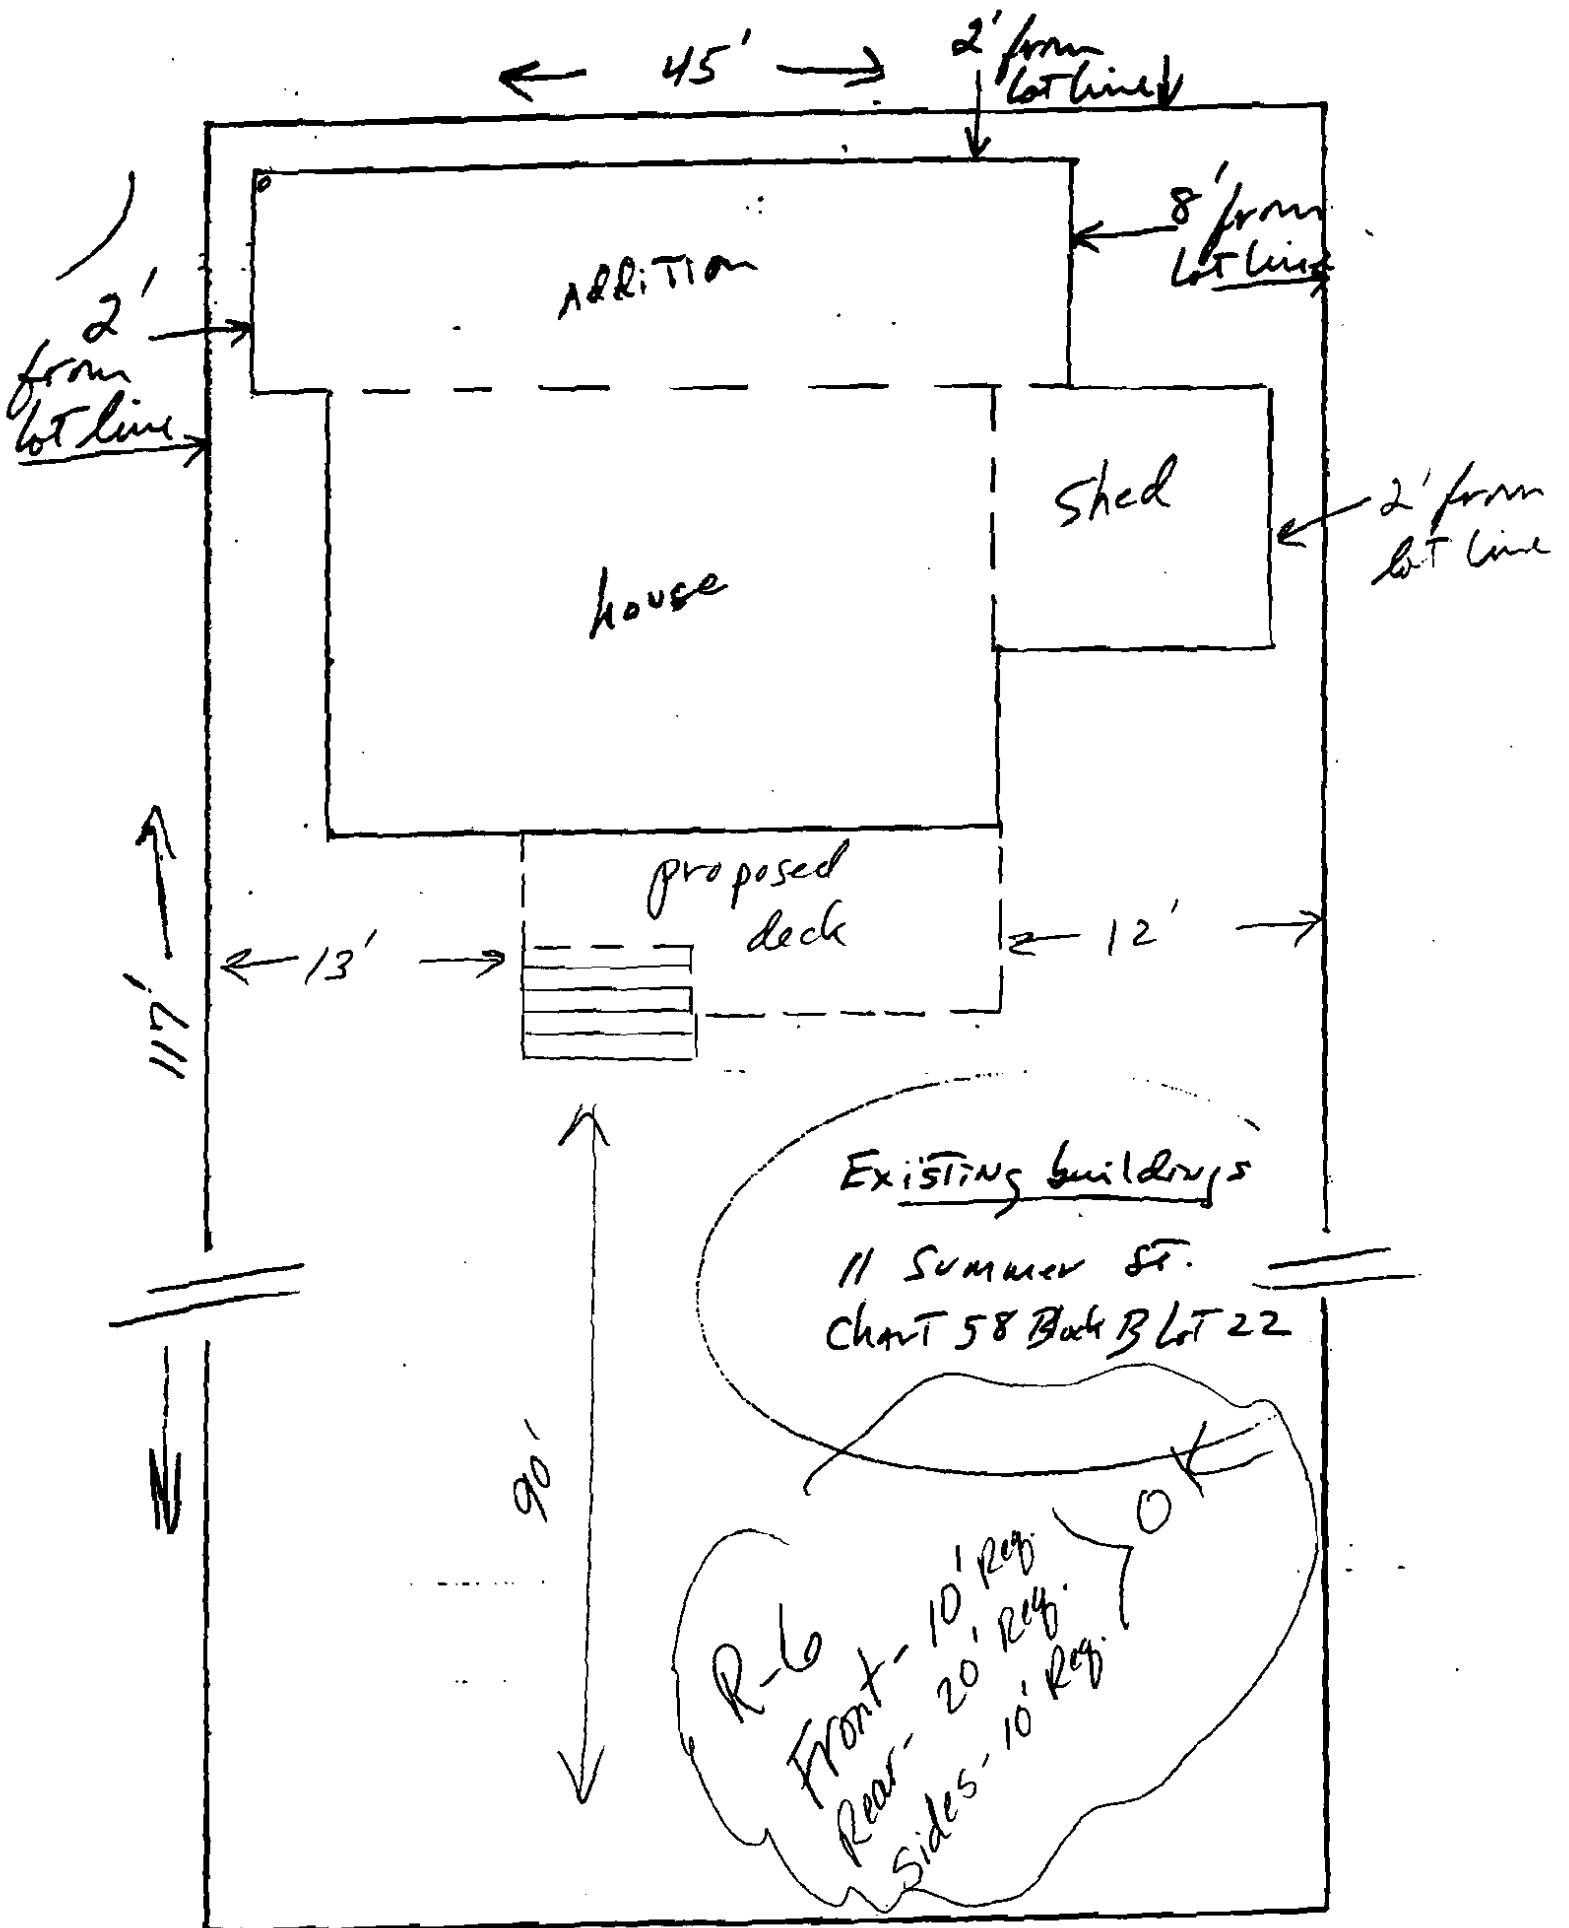 45'
2' from
lot line
ADDiTion
8' from
lot line
2'
from
lot line
Shed
2' from
lot line
house
proposed
deck
13'
12'
117'
Existing buildings
11 Summer ST.
ChArT 58 Block B LoT 22
90'
OK
R-6
Front - 10' Req.
Rear - 20' Req.
Sides - 10' Req.